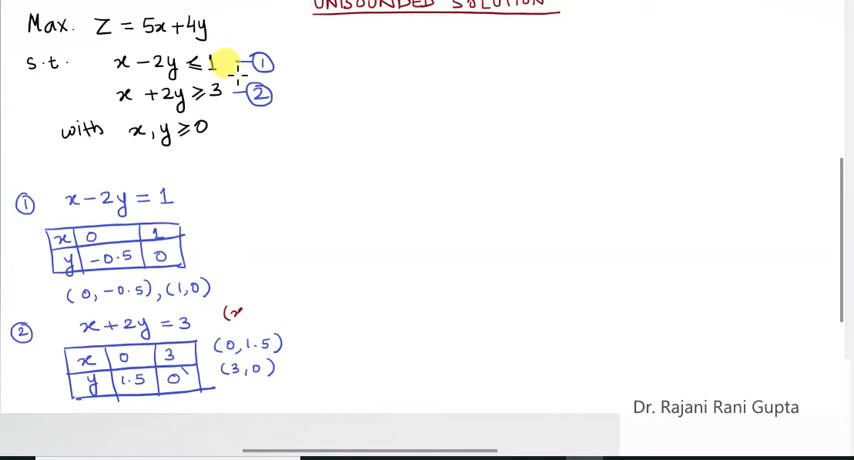 UNBOUNDED SOLUTION
Max. Z = 5x+4y
s.t. x-2y ≤ 1 -①
x +2y ≥ 3 -②
with x, y ≥ 0
① x-2y = 1
x 0 1
y -0.5 0
(0, -0.5), (1,0)
② x+2y = 3 (x
x 0 3 (0, 1.5)
y 1.5 0 (3, 0)
Dr. Rajani Rani Gupta